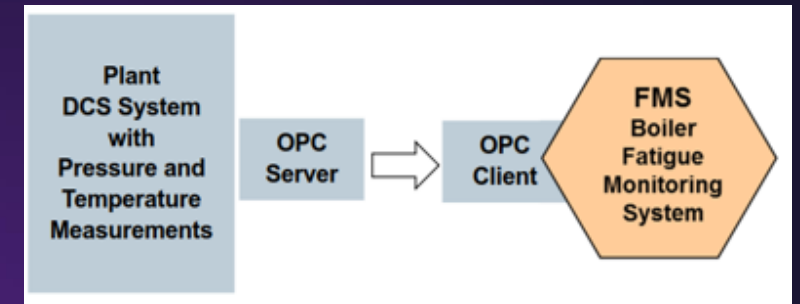 Plant
DCS System
with
Pressure and
Temperature
Measurements
OPC
Server
OPC
Client
FMS
Boiler
Fatigue
Monitoring
System